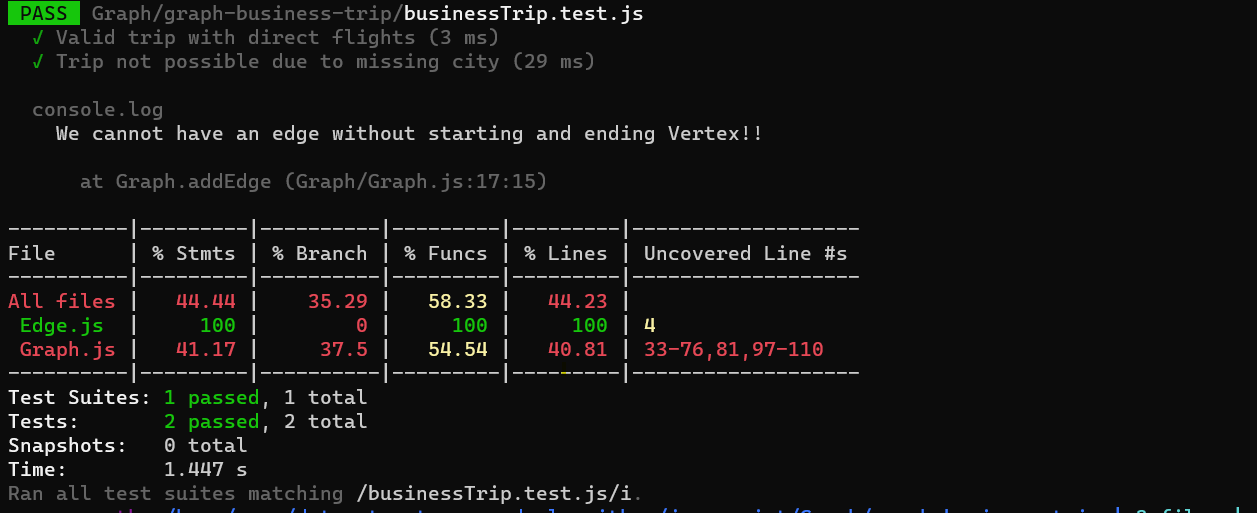 PASS Graph/graph-business-trip/businessTrip.test.js
√ Valid trip with direct flights (3 ms)
√ Trip not possible due to missing city (29 ms)
console.log
We cannot have an edge without starting and ending Vertex!!
at Graph.addEdge (Graph/Graph.js:17:15)
----------|---------|----------|---------|---------|-------------------
File      | % Stmts | % Branch | % Funcs | % Lines | Uncovered Line #s
----------|---------|----------|---------|---------|-------------------
All files |   44.44 |    35.29 |   58.33 |   44.23 |
Edge.js  |     100 |        0 |     100 |     100 | 4
Graph.js |   41.17 |     37.5 |   54.54 |   40.81 | 33-76,81,97-110
----------|---------|----------|---------|---------|-------------------
Test Suites: 1 passed, 1 total
Tests:       2 passed, 2 total
Snapshots:   0 total
Time:        1.447 s
Ran all test suites matching /businessTrip.test.js/i.